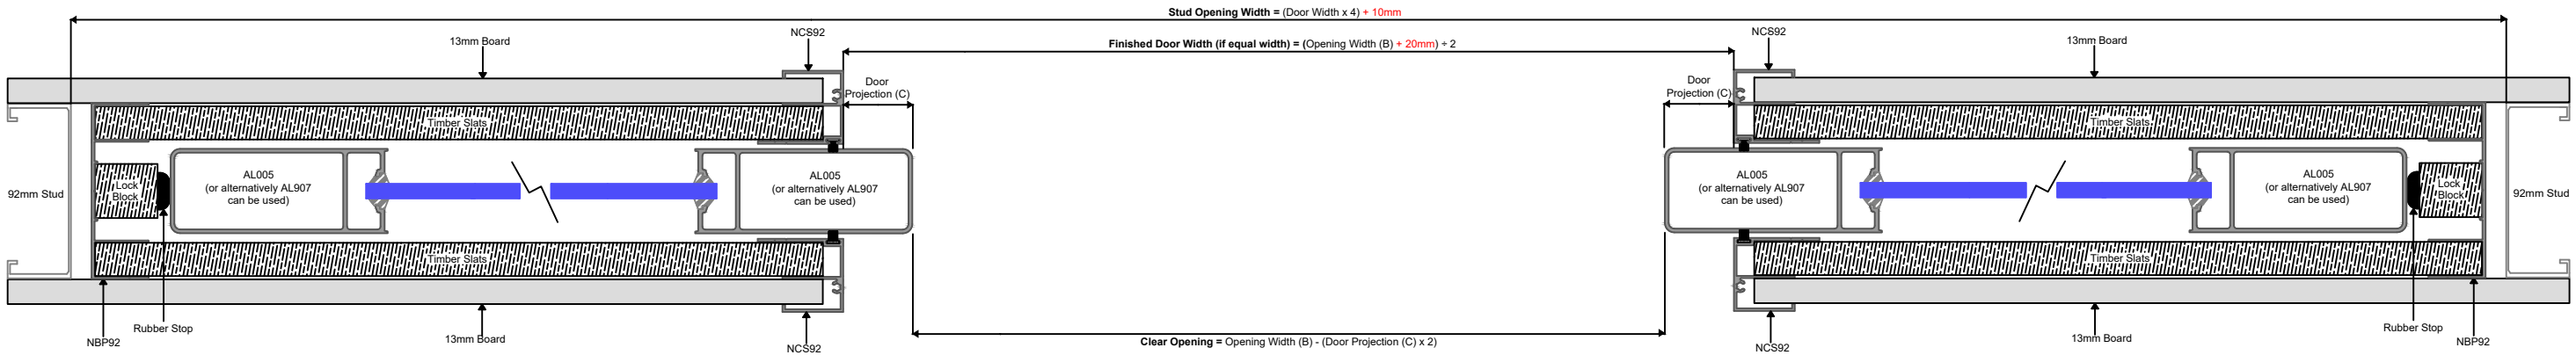 Stud Opening Width = (Door Width x 4) + 10mm
NCS92
NCS92
13mm Board
Finished Door Width (if equal width) = (Opening Width (B) + 20mm) ÷ 2
13mm Board
Door
Projection (C)
Door
Projection (C)
Timber Slats
Timber Slats
92mm Stud
Lock
Block
AL005
(or alternatively AL907
can be used)
AL005
(or alternatively AL907
can be used)
AL005
(or alternatively AL907
can be used)
AL005
(or alternatively AL907
can be used)
Lock
Block
92mm Stud
Timber Slats
Timber Slats
Rubber Stop
Rubber Stop
NBP92
13mm Board
NCS92
Clear Opening = Opening Width (B) - (Door Projection (C) x 2)
NCS92
13mm Board
NBP92